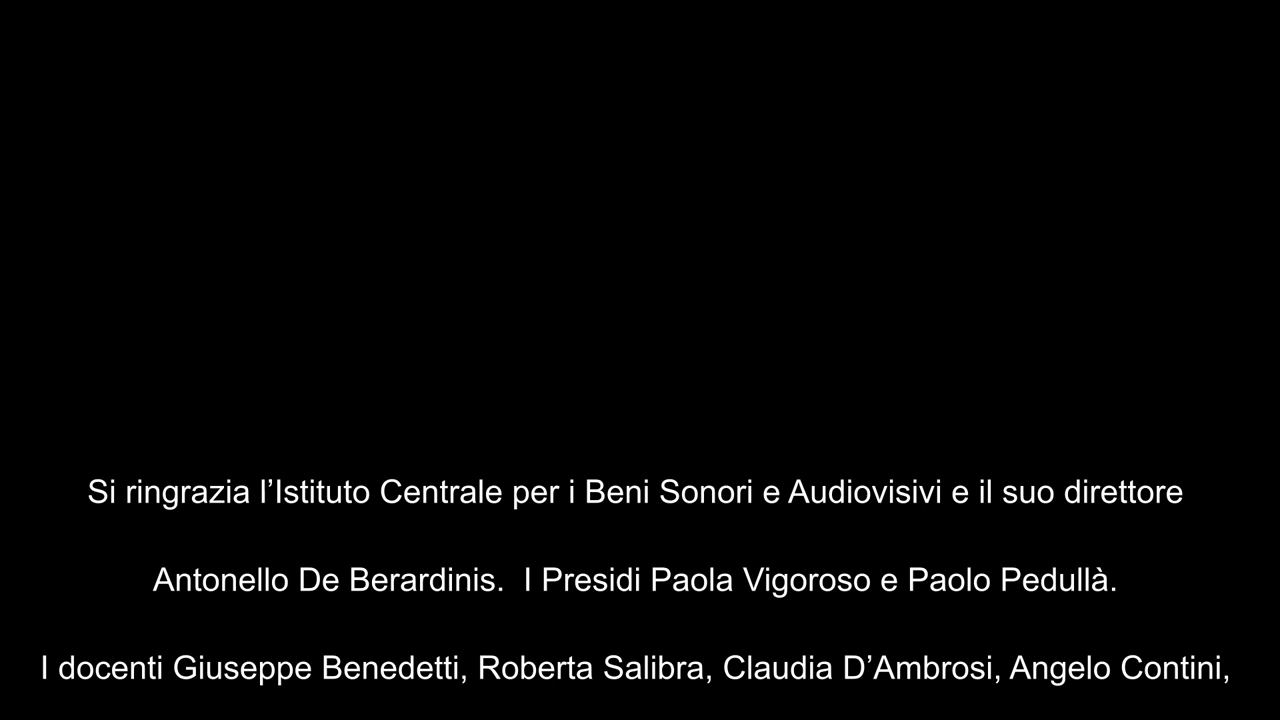 Si ringrazia l’Istituto Centrale per i Beni Sonori e Audiovisivi e il suo direttore
Antonello De Berardinis.  I Presidi Paola Vigoroso e Paolo Pedullà.
I docenti Giuseppe Benedetti, Roberta Salibra, Claudia D’Ambrosi, Angelo Contini,